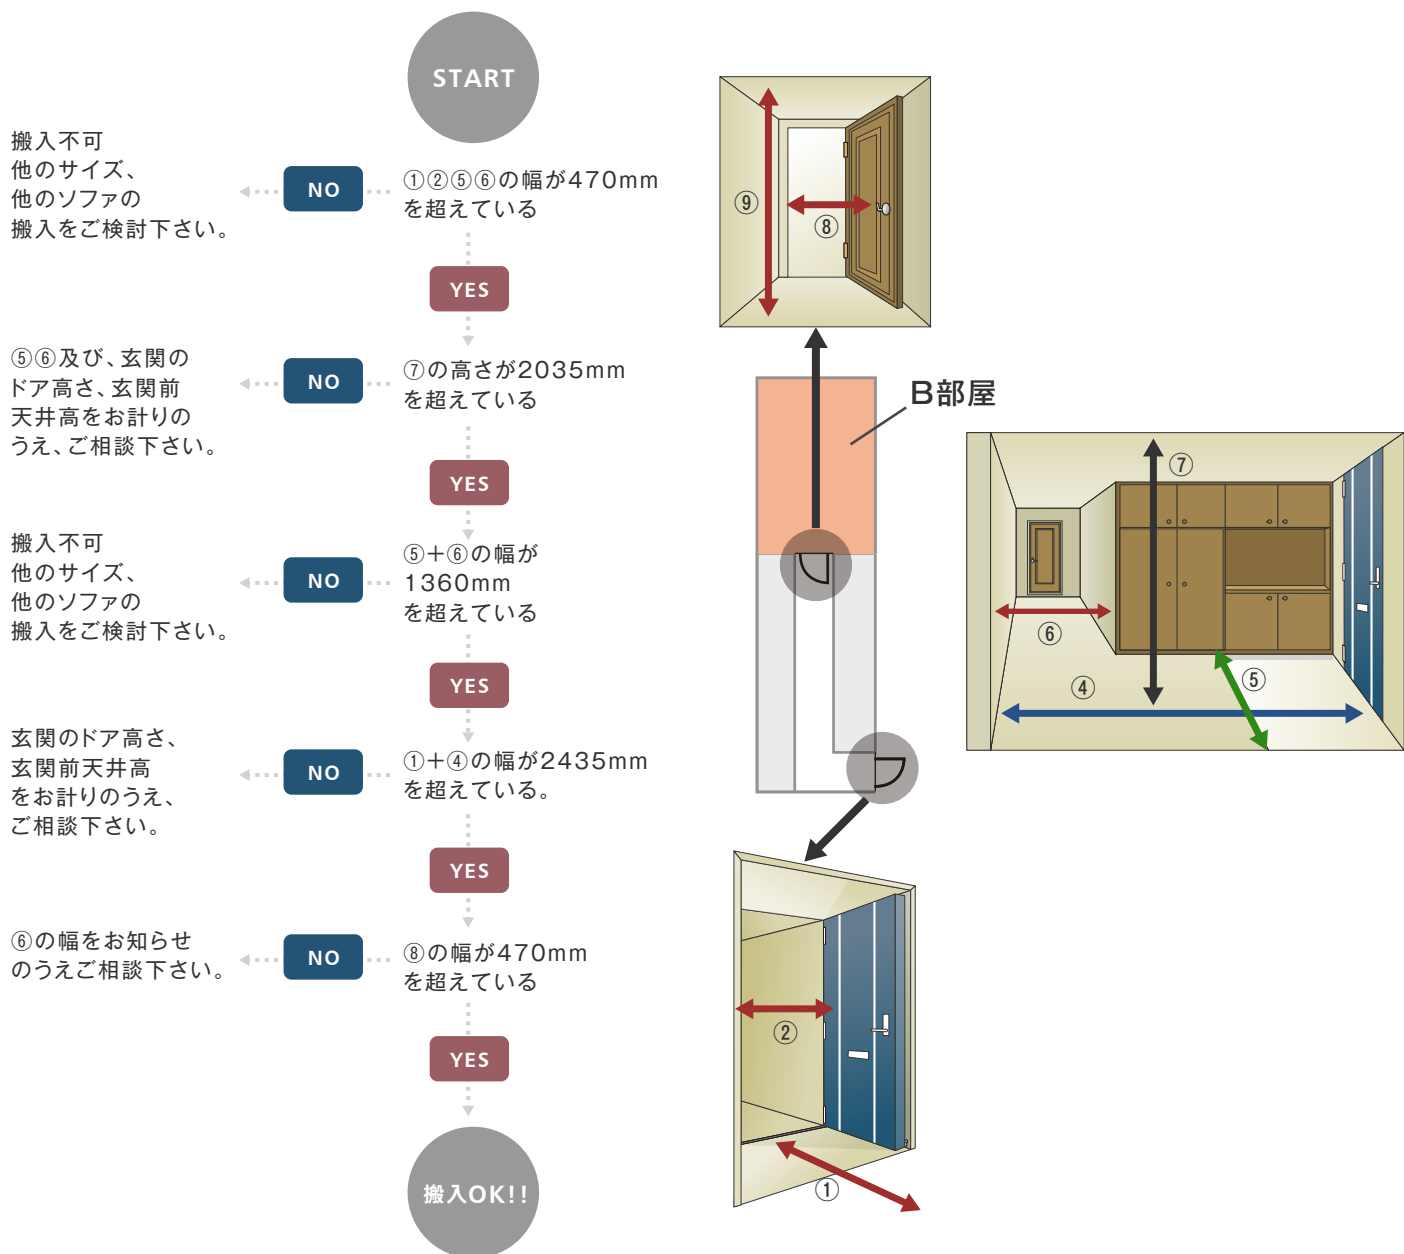 START
搬入不可
他のサイズ、
他のソファの
搬入をご検討下さい。
NO
①②⑤⑥の幅が470mm
を超えている
YES
⑤⑥及び、玄関の
ドア高さ、玄関前
天井高をお計りの
うえ、ご相談下さい。
NO
⑦の高さが2035mm
を超えている
YES
搬入不可
他のサイズ、
他のソファの
搬入をご検討下さい。
NO
⑤＋⑥の幅が
1360mm
を超えている
YES
玄関のドア高さ、
玄関前天井高
をお計りのうえ、
ご相談下さい。
NO
①＋④の幅が2435mm
を超えている。
YES
⑥の幅をお知らせ
のうえご相談下さい。
NO
⑧の幅が470mm
を超えている
YES
搬入OK!!
⑨
⑧
B部屋
⑦
⑥
④
⑤
②
①